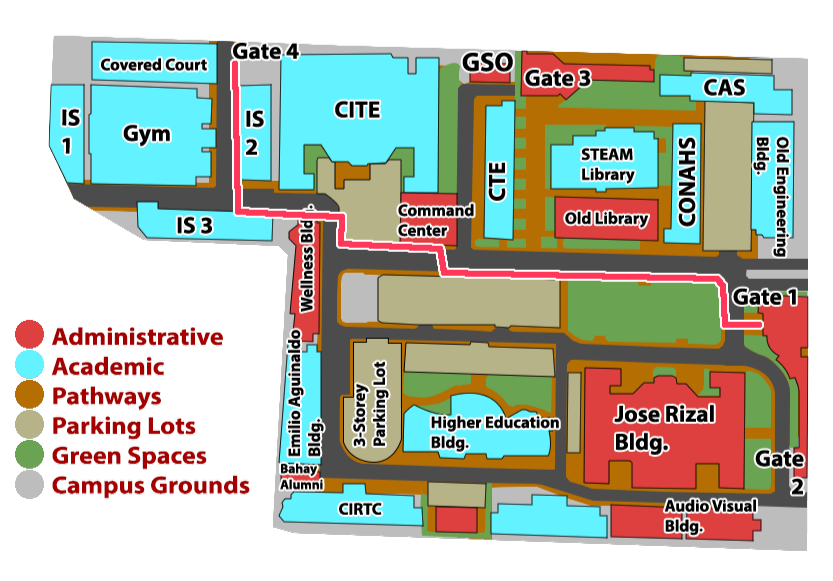 Gate 4
Covered Court
IS
1
Gym
IS
2
CITE
GSO
Gate 3
CAS
STEAM
Library
CTE
CONAHS
Old Engineering
Bldg.
Old Library
Command
Center
IS 3
Wellness Bldg.
Gate 1
Administrative
Academic
Pathways
Parking Lots
Green Spaces
Campus Grounds
Emilio Aguinaldo
Bldg.
3-Storey
Parking Lot
Higher Education
Bldg.
Jose Rizal
Bldg.
Gate
2
Bahay
Alumni
CIRTC
Audio Visual
Bldg.